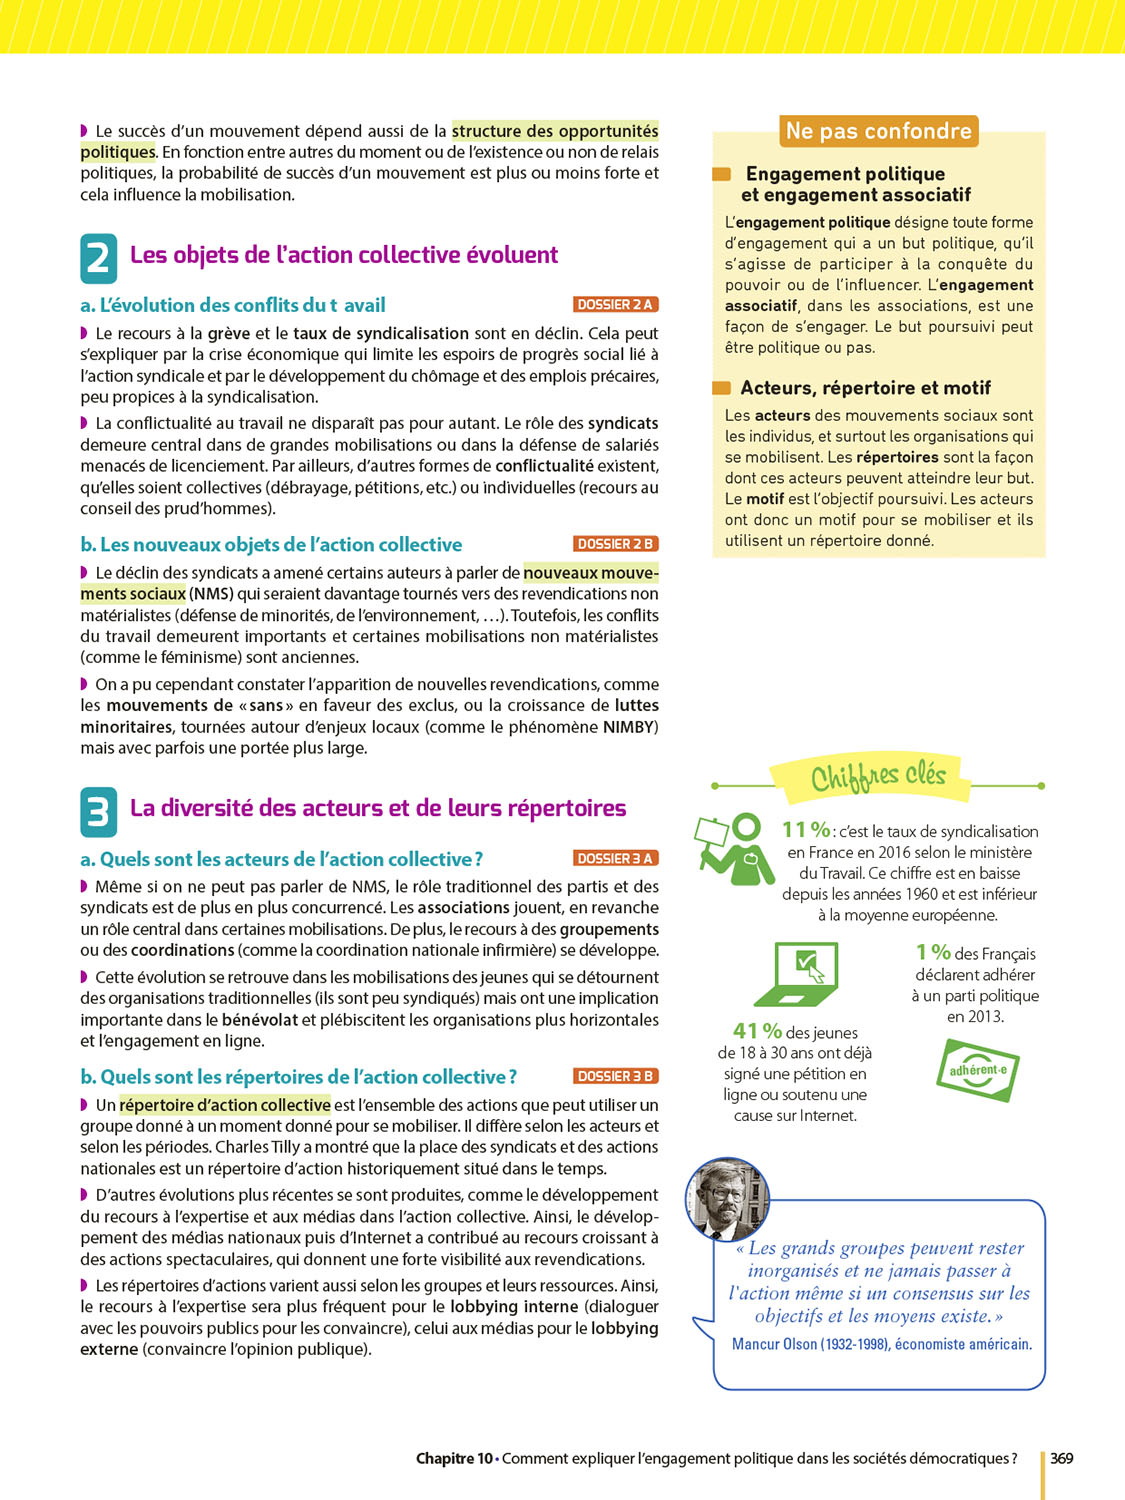 ◗ Le succès d'un mouvement dépend aussi de la structure des opportunités
politiques. En fonction entre autres du moment ou de l'existence ou non de relais
politiques, la probabilité de succès d'un mouvement est plus ou moins forte et
cela influence la mobilisation.
2 Les objets de l'action collective évoluent
a. L'évolution des conflits du t avail DOSSIER 2 A
◗ Le recours à la grève et le taux de syndicalisation sont en déclin. Cela peut
s'expliquer par la crise économique qui limite les espoirs de progrès social lié à
l'action syndicale et par le développement du chômage et des emplois précaires,
peu propices à la syndicalisation.
◗ La conflictualité au travail ne disparaît pas pour autant. Le rôle des syndicats
demeure central dans de grandes mobilisations ou dans la défense de salariés
menacés de licenciement. Par ailleurs, d'autres formes de conflictualité existent,
qu'elles soient collectives (débrayage, pétitions, etc.) ou individuelles (recours au
conseil des prud'hommes).
b. Les nouveaux objets de l'action collective DOSSIER 2 B
◗ Le déclin des syndicats a amené certains auteurs à parler de nouveaux mouve-
ments sociaux (NMS) qui seraient davantage tournés vers des revendications non
matérialistes (défense de minorités, de l'environnement, …). Toutefois, les conflits
du travail demeurent importants et certaines mobilisations non matérialistes
(comme le féminisme) sont anciennes.
◗ On a pu cependant constater l'apparition de nouvelles revendications, comme
les mouvements de « sans » en faveur des exclus, ou la croissance de luttes
minoritaires, tournées autour d'enjeux locaux (comme le phénomène NIMBY)
mais avec parfois une portée plus large.
3 La diversité des acteurs et de leurs répertoires
a. Quels sont les acteurs de l'action collective ? DOSSIER 3 A
◗ Même si on ne peut pas parler de NMS, le rôle traditionnel des partis et des
syndicats est de plus en plus concurrencé. Les associations jouent, en revanche
un rôle central dans certaines mobilisations. De plus, le recours à des groupements
ou des coordinations (comme la coordination nationale infirmière) se développe.
◗ Cette évolution se retrouve dans les mobilisations des jeunes qui se détournent
des organisations traditionnelles (ils sont peu syndiqués) mais ont une implication
importante dans le bénévolat et plébiscitent les organisations plus horizontales
et l'engagement en ligne.
b. Quels sont les répertoires de l'action collective ? DOSSIER 3 B
◗ Un répertoire d'action collective est l'ensemble des actions que peut utiliser un
groupe donné à un moment donné pour se mobiliser. Il diffère selon les acteurs et
selon les périodes. Charles Tilly a montré que la place des syndicats et des actions
nationales est un répertoire d'action historiquement situé dans le temps.
◗ D'autres évolutions plus récentes se sont produites, comme le développement
du recours à l'expertise et aux médias dans l'action collective. Ainsi, le dévelop-
pement des médias nationaux puis d'Internet a contribué au recours croissant à
des actions spectaculaires, qui donnent une forte visibilité aux revendications.
◗ Les répertoires d'actions varient aussi selon les groupes et leurs ressources. Ainsi,
le recours à l'expertise sera plus fréquent pour le lobbying interne (dialoguer
avec les pouvoirs publics pour les convaincre), celui aux médias pour le lobbying
externe (convaincre l'opinion publique).
Ne pas confondre
Engagement politique
et engagement associatif
L'engagement politique désigne toute forme
d'engagement qui a un but politique, qu'il
s'agisse de participer à la conquête du
pouvoir ou de l'influencer. L'engagement
associatif, dans les associations, est une
façon de s'engager. Le but poursuivi peut
être politique ou pas.
Acteurs, répertoire et motif
Les acteurs des mouvements sociaux sont
les individus, et surtout les organisations qui
se mobilisent. Les répertoires sont la façon
dont ces acteurs peuvent atteindre leur but.
Le motif est l'objectif poursuivi. Les acteurs
ont donc un motif pour se mobiliser et ils
utilisent un répertoire donné.
Chiffres clés
11 % : c'est le taux de syndicalisation
en France en 2016 selon le ministère
du Travail. Ce chiffre est en baisse
depuis les années 1960 et est inférieur
à la moyenne européenne.
41 % des jeunes
de 18 à 30 ans ont déjà
signé une pétition en
ligne ou soutenu une
cause sur Internet.
1 % des Français
déclarent adhérer
à un parti politique
en 2013.
adhérent·e
« Les grands groupes peuvent rester
inorganisés et ne jamais passer à
l'action même si un consensus sur les
objectifs et les moyens existe. »
Mancur Olson (1932-1998), économiste américain.
Chapitre 10 • Comment expliquer l'engagement politique dans les sociétés démocratiques ? 369